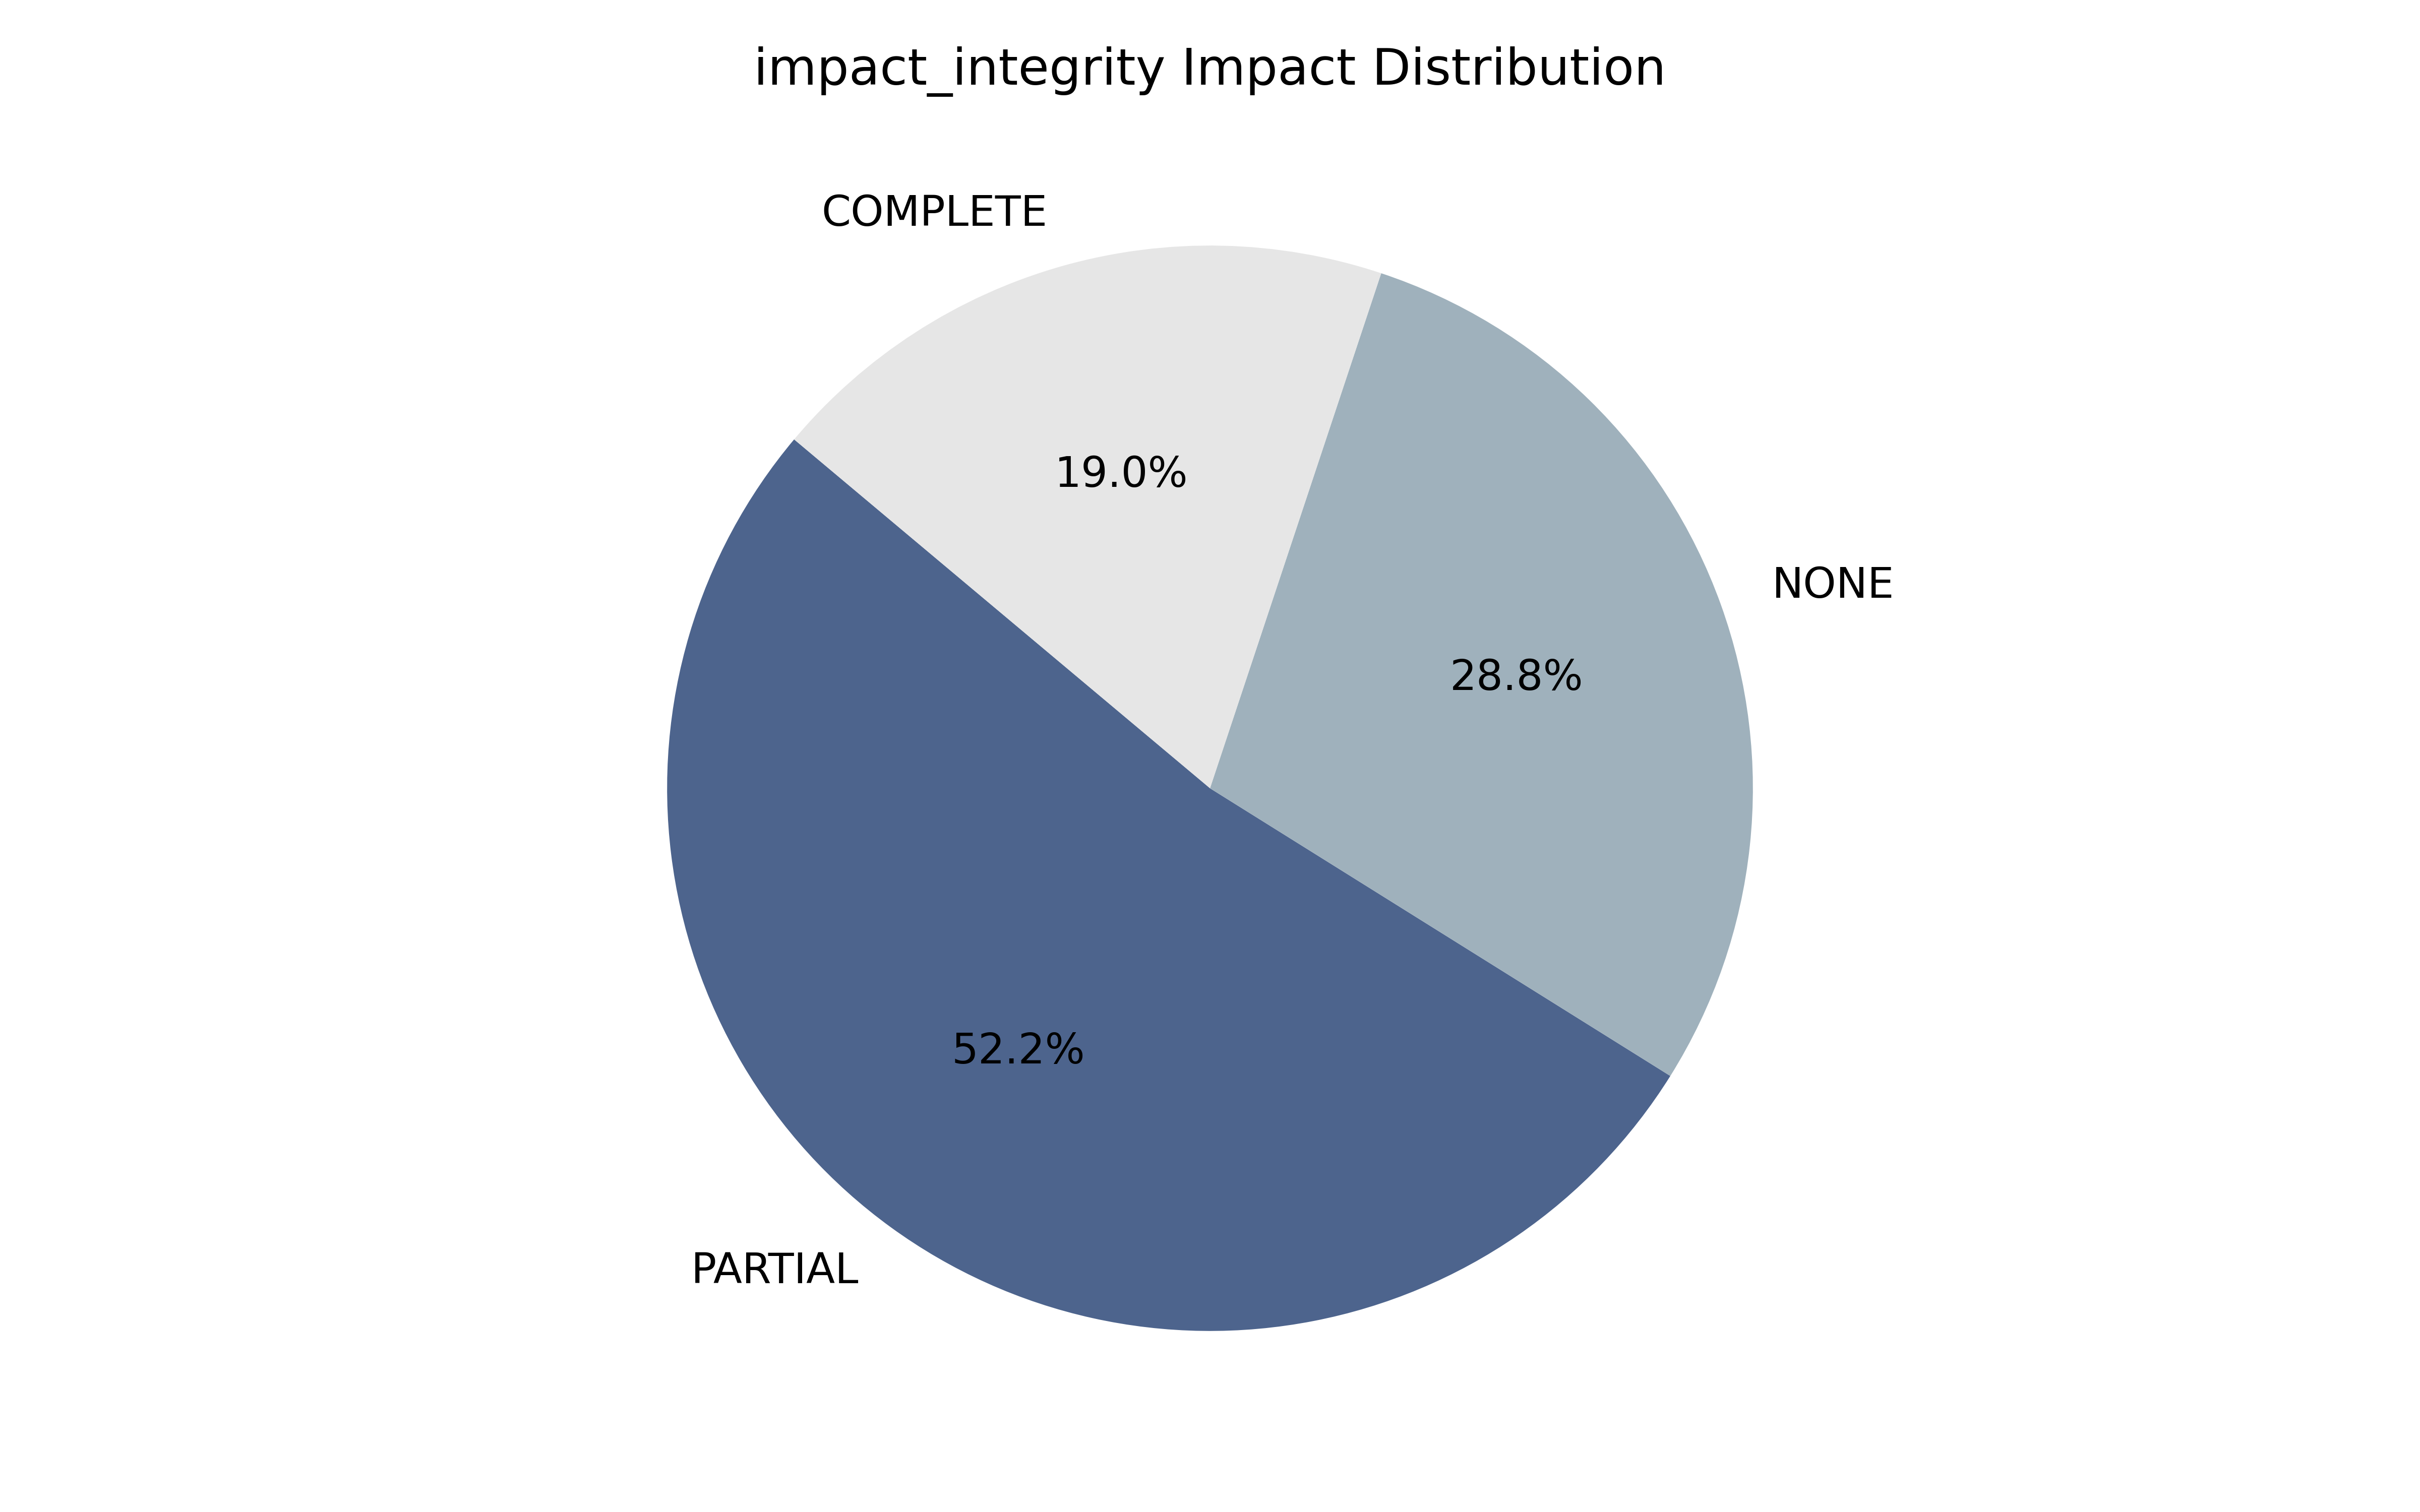 impact_integrity Impact Distribution
COMPLETE
19.0%
NONE
28.8%
52.2%
PARTIAL